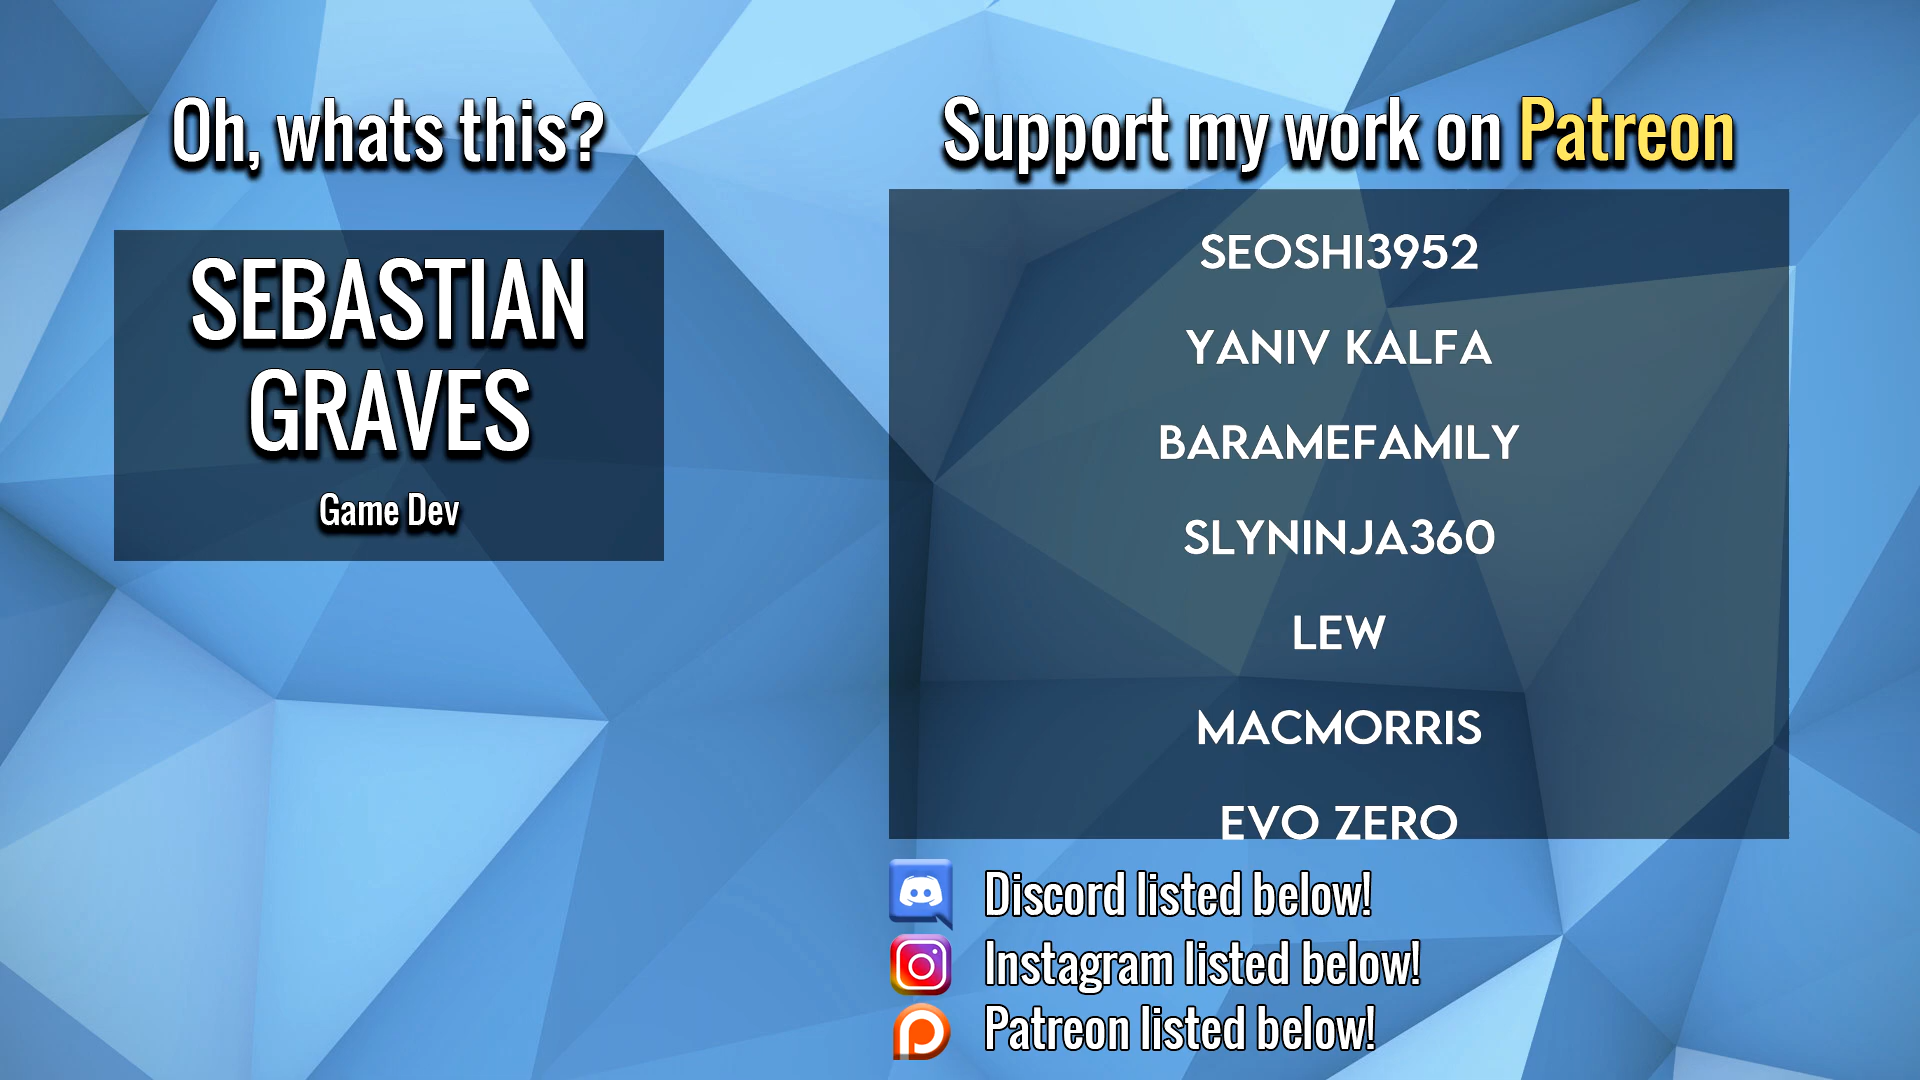 Oh, whats this?
SEBASTIAN
GRAVES
Game Dev
Support my work on Patreon
SEOSHI3952
YANIV KALFA
BARAMEFAMILY
SLYNINJA360
LEW
MACMORRIS
EVO ZERO
Discord listed below!
Instagram listed below!
Patreon listed below!